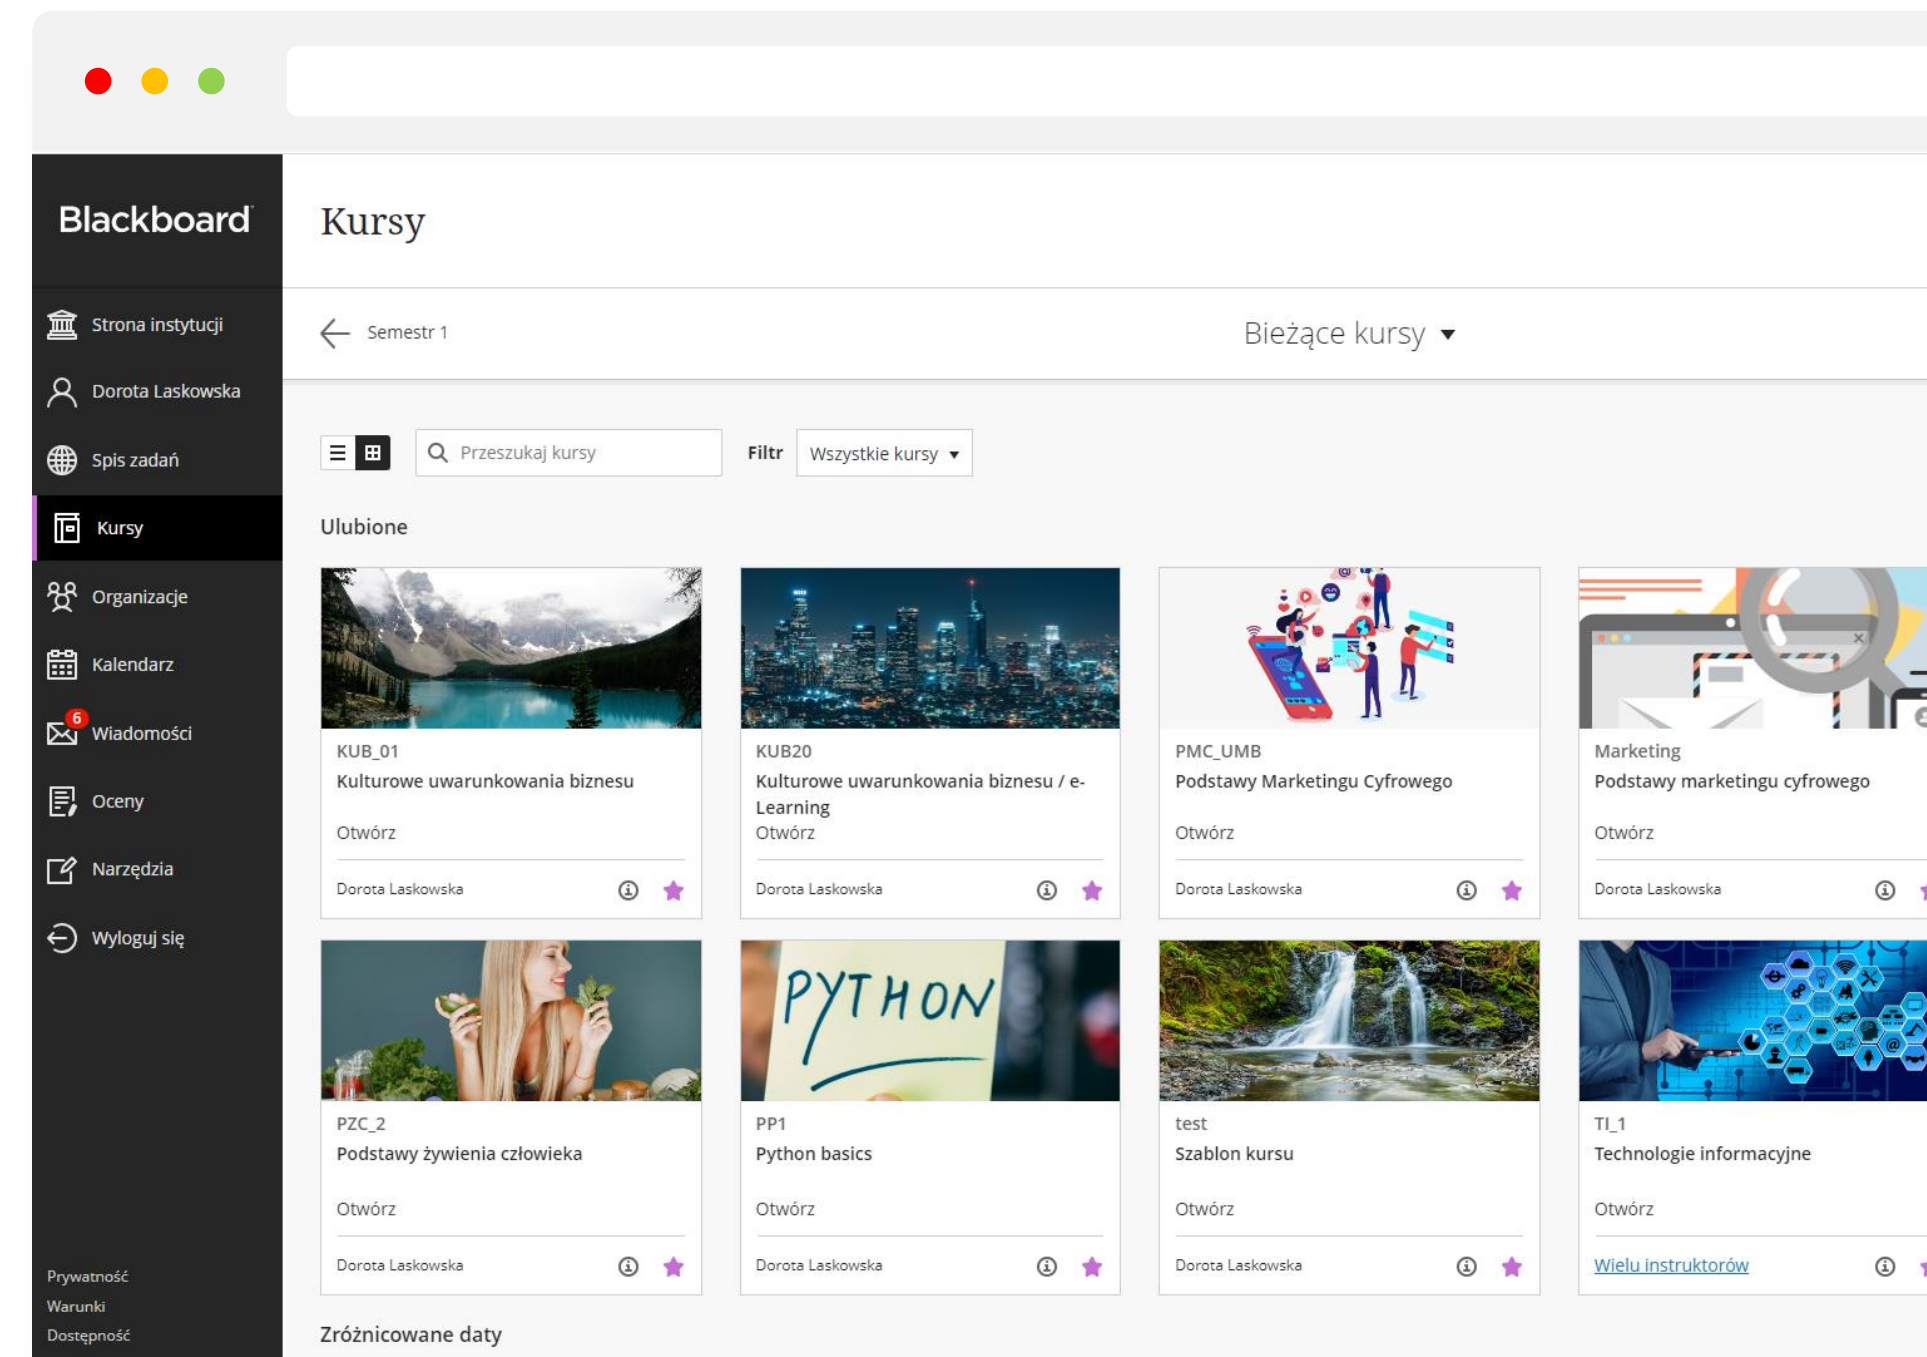 Blackboard
Kursy
Strona instytucji
Dorota Laskowska
Spis zadań
Kursy
Organizacje
Kalendarz
6
Wiadomości
Oceny
Narzędzia
Wyloguj się
Prywatność
Warunki
Dostępność
Semestr 1
Bieżące kursy
Przeszukaj kursy
Filtr
Wszystkie kursy
Ulubione
KUB_01
Kulturowe uwarunkowania biznesu
Otwórz
Dorota Laskowska
KUB20
Kulturowe uwarunkowania biznesu / e-
Learning
Otwórz
Dorota Laskowska
PMC_UMB
Podstawy Marketingu Cyfrowego
Otwórz
Dorota Laskowska
Marketing
Podstawy marketingu cyfrowego
Otwórz
Dorota Laskowska
PZC_2
Podstawy żywienia człowieka
Otwórz
Dorota Laskowska
PYTHON
PP1
Python basics
Otwórz
Dorota Laskowska
test
Szablon kursu
Otwórz
Dorota Laskowska
TI_1
Technologie informacyjne
Otwórz
Wielu instruktorów
Zróżnicowane daty